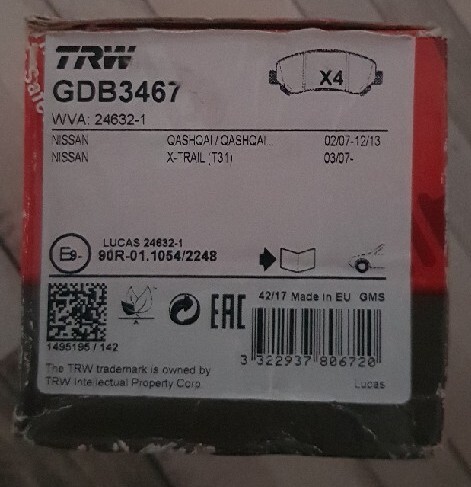 TRW
GDB3467
X4
WVA: 24632-1
NISSAN QASHQAI / QASHQAI... 02/07-12/13
NISSAN X-TRAIL (T31) 03/07-
LUCAS 24632-1
E9 90R-01.1054/2248
EAC
42/17 Made in EU GMS
1495195 / 142
3 322937 806720
The TRW trademark is owned by
TRW Intellectual Property Corp.
Lucas